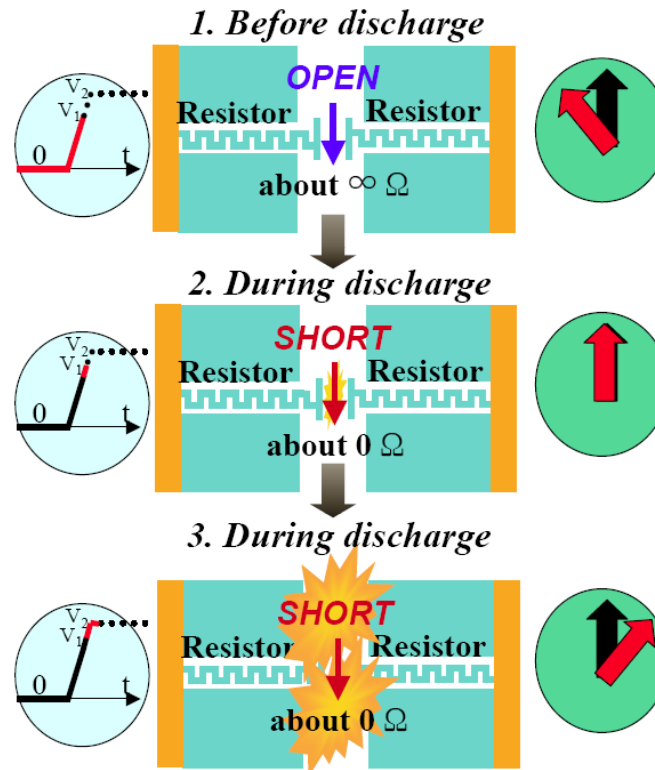 1. Before discharge
V₂
V₁
0
t
OPEN
Resistor
Resistor
about ∞ Ω
2. During discharge
V₂
V₁
0
t
SHORT
Resistor
Resistor
about 0 Ω
3. During discharge
V₂
V₁
0
t
SHORT
Resistor
Resistor
about 0 Ω